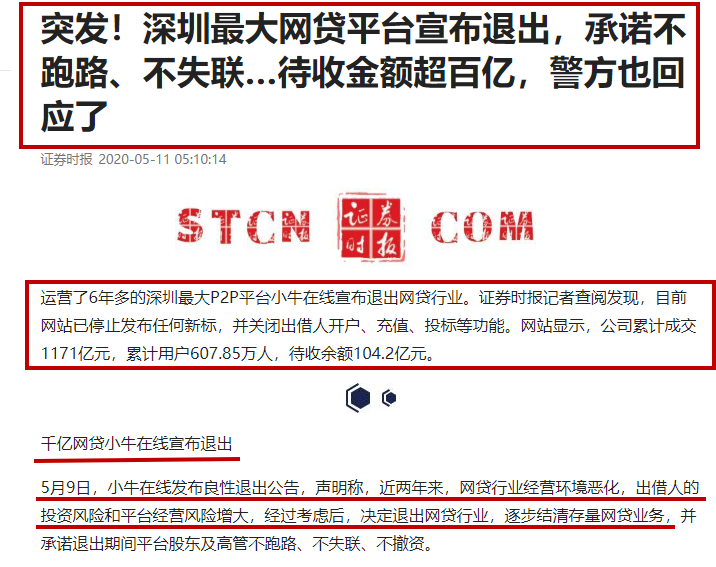 突发！深圳最大网贷平台宣布退出，承诺不
跑路、不失联...待收金额超百亿，警方也回
应了
证券时报 2020-05-11 05:10:14
STCN 证券时报 COM
运营了6年多的深圳最大P2P平台小牛在线宣布退出网贷行业。证券时报记者查阅发现，目前
网站已停止发布任何新标，并关闭出借人开户、充值、投标等功能。网站显示，公司累计成交
1171亿元，累计用户607.85万人，待收余额104.2亿元。
千亿网贷小牛在线宣布退出
5月9日，小牛在线发布良性退出公告，声明称，近两年来，网贷行业经营环境恶化，出借人的
投资风险和平台经营风险增大，经过考虑后，决定退出网贷行业，逐步结清存量网贷业务，并
承诺退出期间平台股东及高管不跑路、不失联、不撤资。